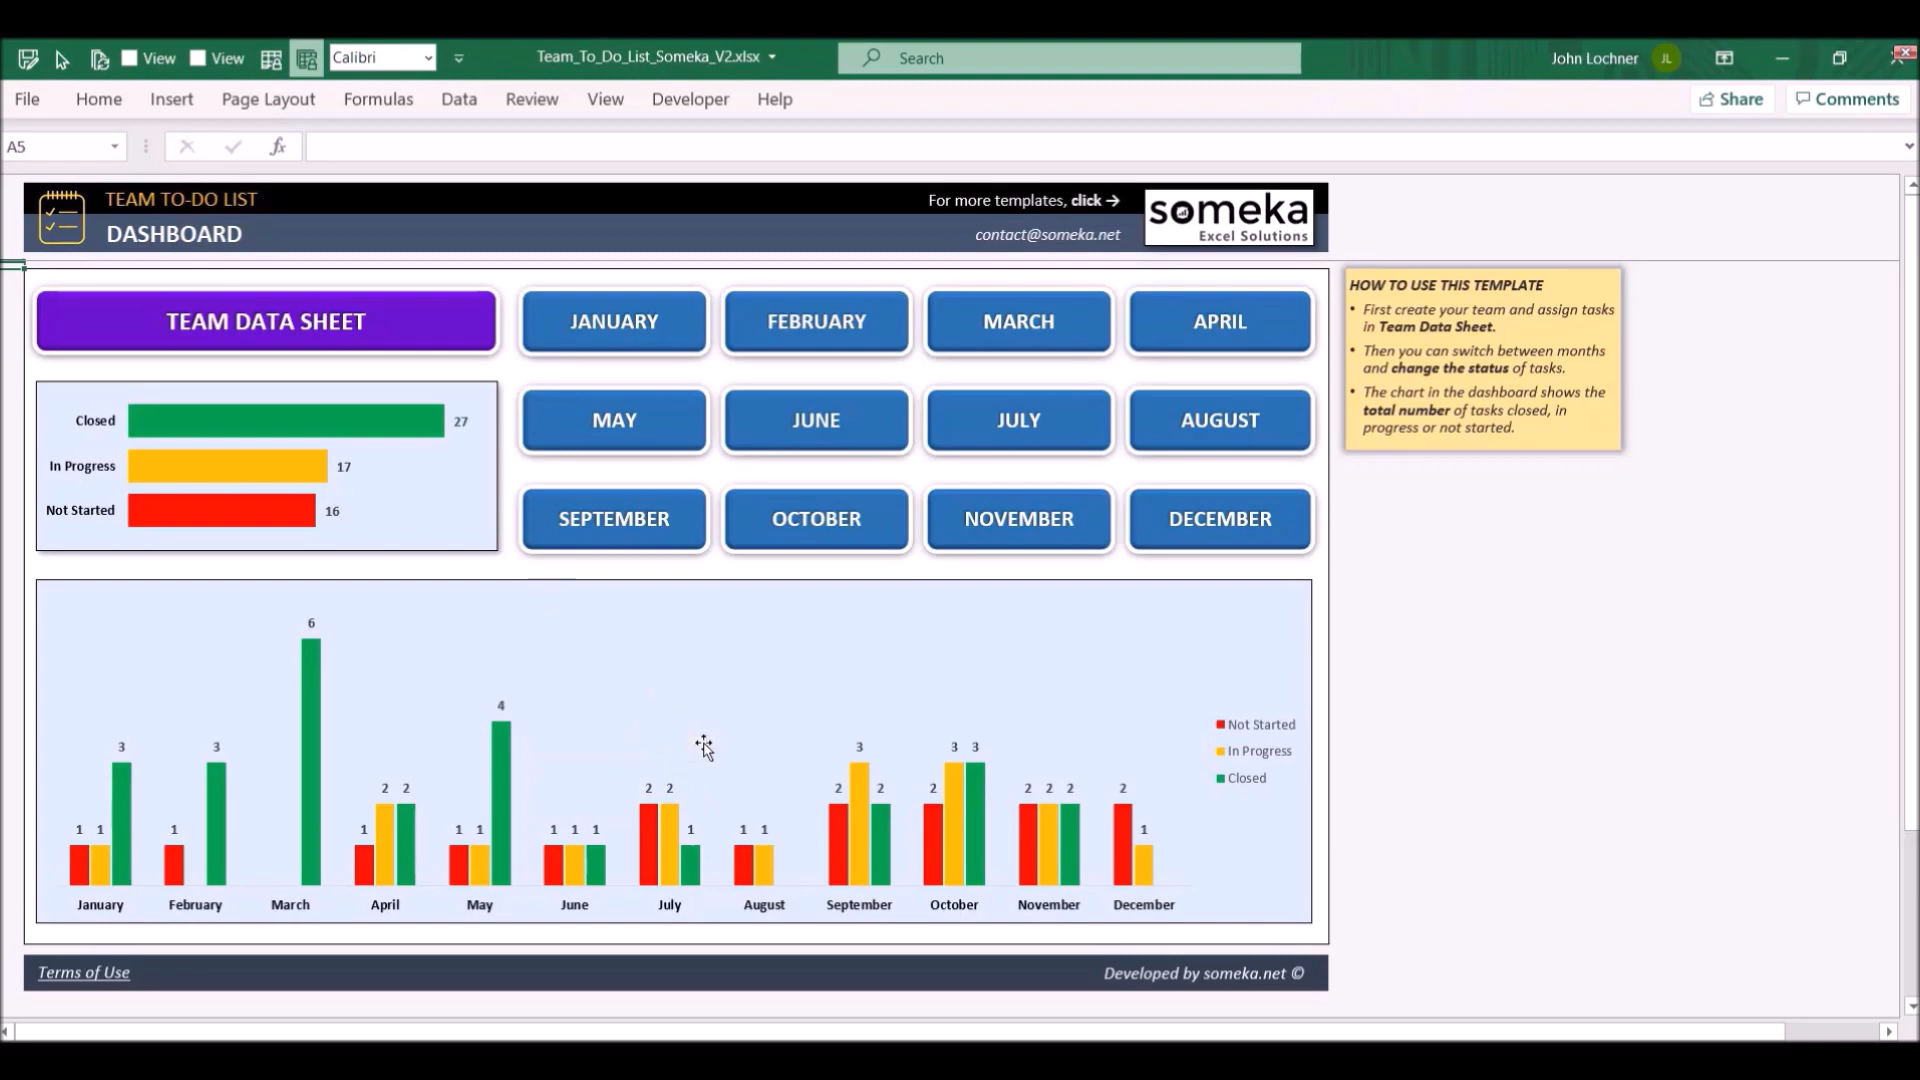 View
View
Calibri
Team_To_Do_List_Someka_V2.xlsx
Search
John Lochner
JL
File
Home
Insert
Page Layout
Formulas
Data
Review
View
Developer
Help
Share
Comments
A5
fx
TEAM TO-DO LIST
DASHBOARD
For more templates, click →
contact@someka.net
someka
Excel Solutions
TEAM DATA SHEET
JANUARY
FEBRUARY
MARCH
APRIL
MAY
JUNE
JULY
AUGUST
SEPTEMBER
OCTOBER
NOVEMBER
DECEMBER
HOW TO USE THIS TEMPLATE
• First create your team and assign tasks
in Team Data Sheet.
• Then you can switch between months
and change the status of tasks.
• The chart in the dashboard shows the
total number of tasks closed, in
progress or not started.
Closed 27
In Progress 17
Not Started 16
6
4
3 3 3 3 3
2 2 2 2 2 2 2 2 2 2 2
1 1 1 1 1 1 1 1 1 1 1 1 1
Not Started
In Progress
Closed
January February March April May June July August September October November December
Terms of Use
Developed by someka.net ©